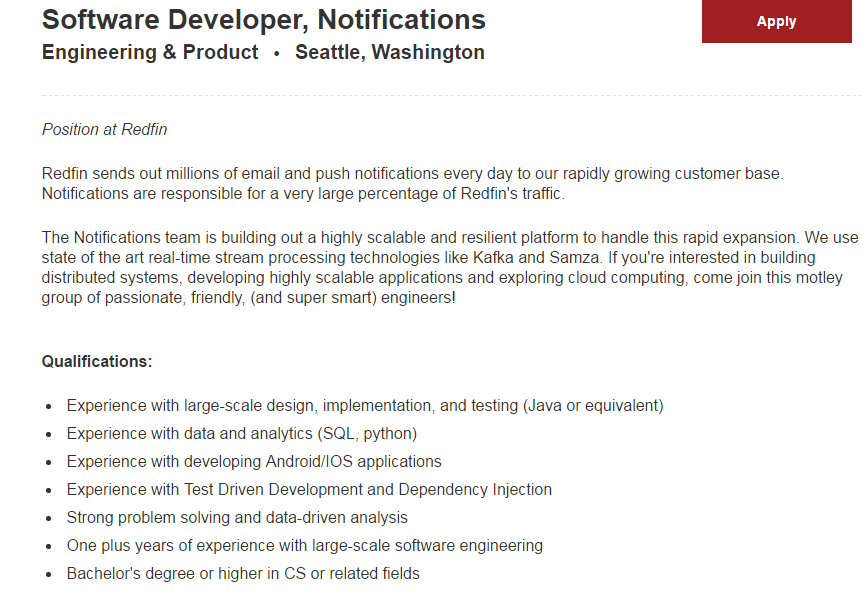 Software Developer, Notifications
Apply
Engineering & Product • Seattle, Washington
Position at Redfin
Redfin sends out millions of email and push notifications every day to our rapidly growing customer base.
Notifications are responsible for a very large percentage of Redfin's traffic.
The Notifications team is building out a highly scalable and resilient platform to handle this rapid expansion. We use
state of the art real-time stream processing technologies like Kafka and Samza. If you're interested in building
distributed systems, developing highly scalable applications and exploring cloud computing, come join this motley
group of passionate, friendly, (and super smart) engineers!
Qualifications:
• Experience with large-scale design, implementation, and testing (Java or equivalent)
• Experience with data and analytics (SQL, python)
• Experience with developing Android/IOS applications
• Experience with Test Driven Development and Dependency Injection
• Strong problem solving and data-driven analysis
• One plus years of experience with large-scale software engineering
• Bachelor's degree or higher in CS or related fields